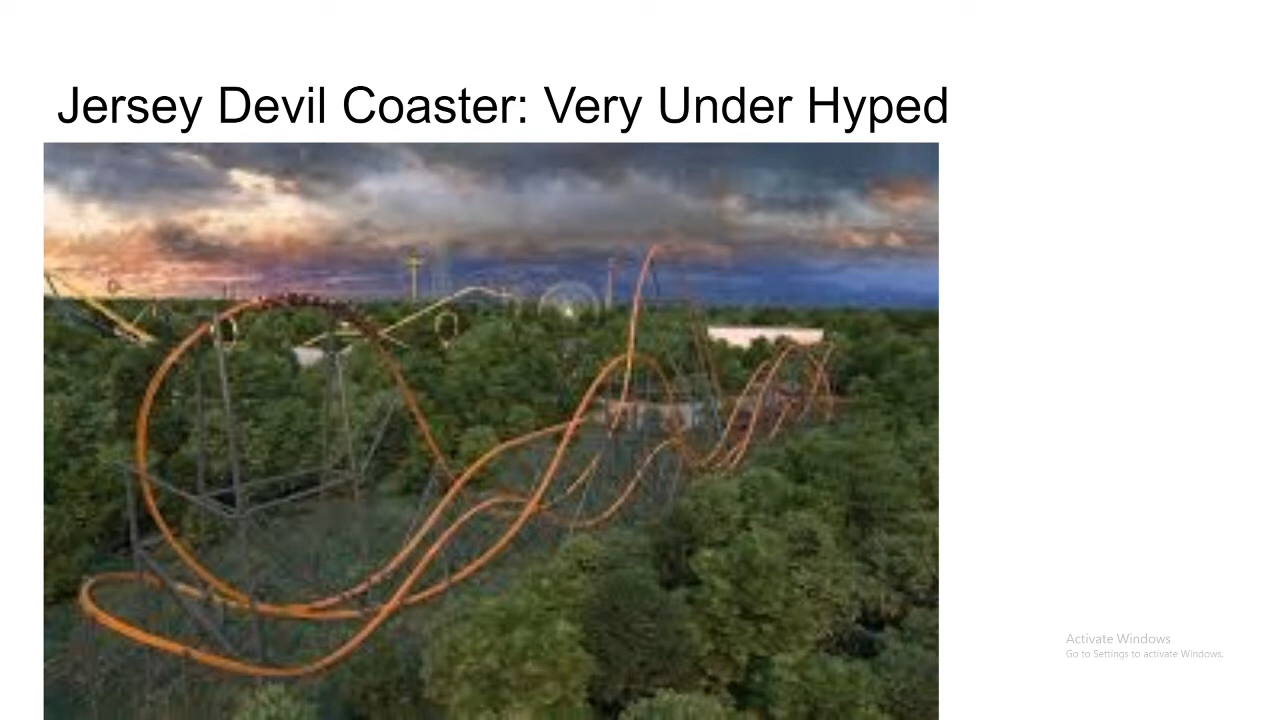 Jersey Devil Coaster: Very Under Hyped
Activate Windows
Go to Settings to activate Windows.